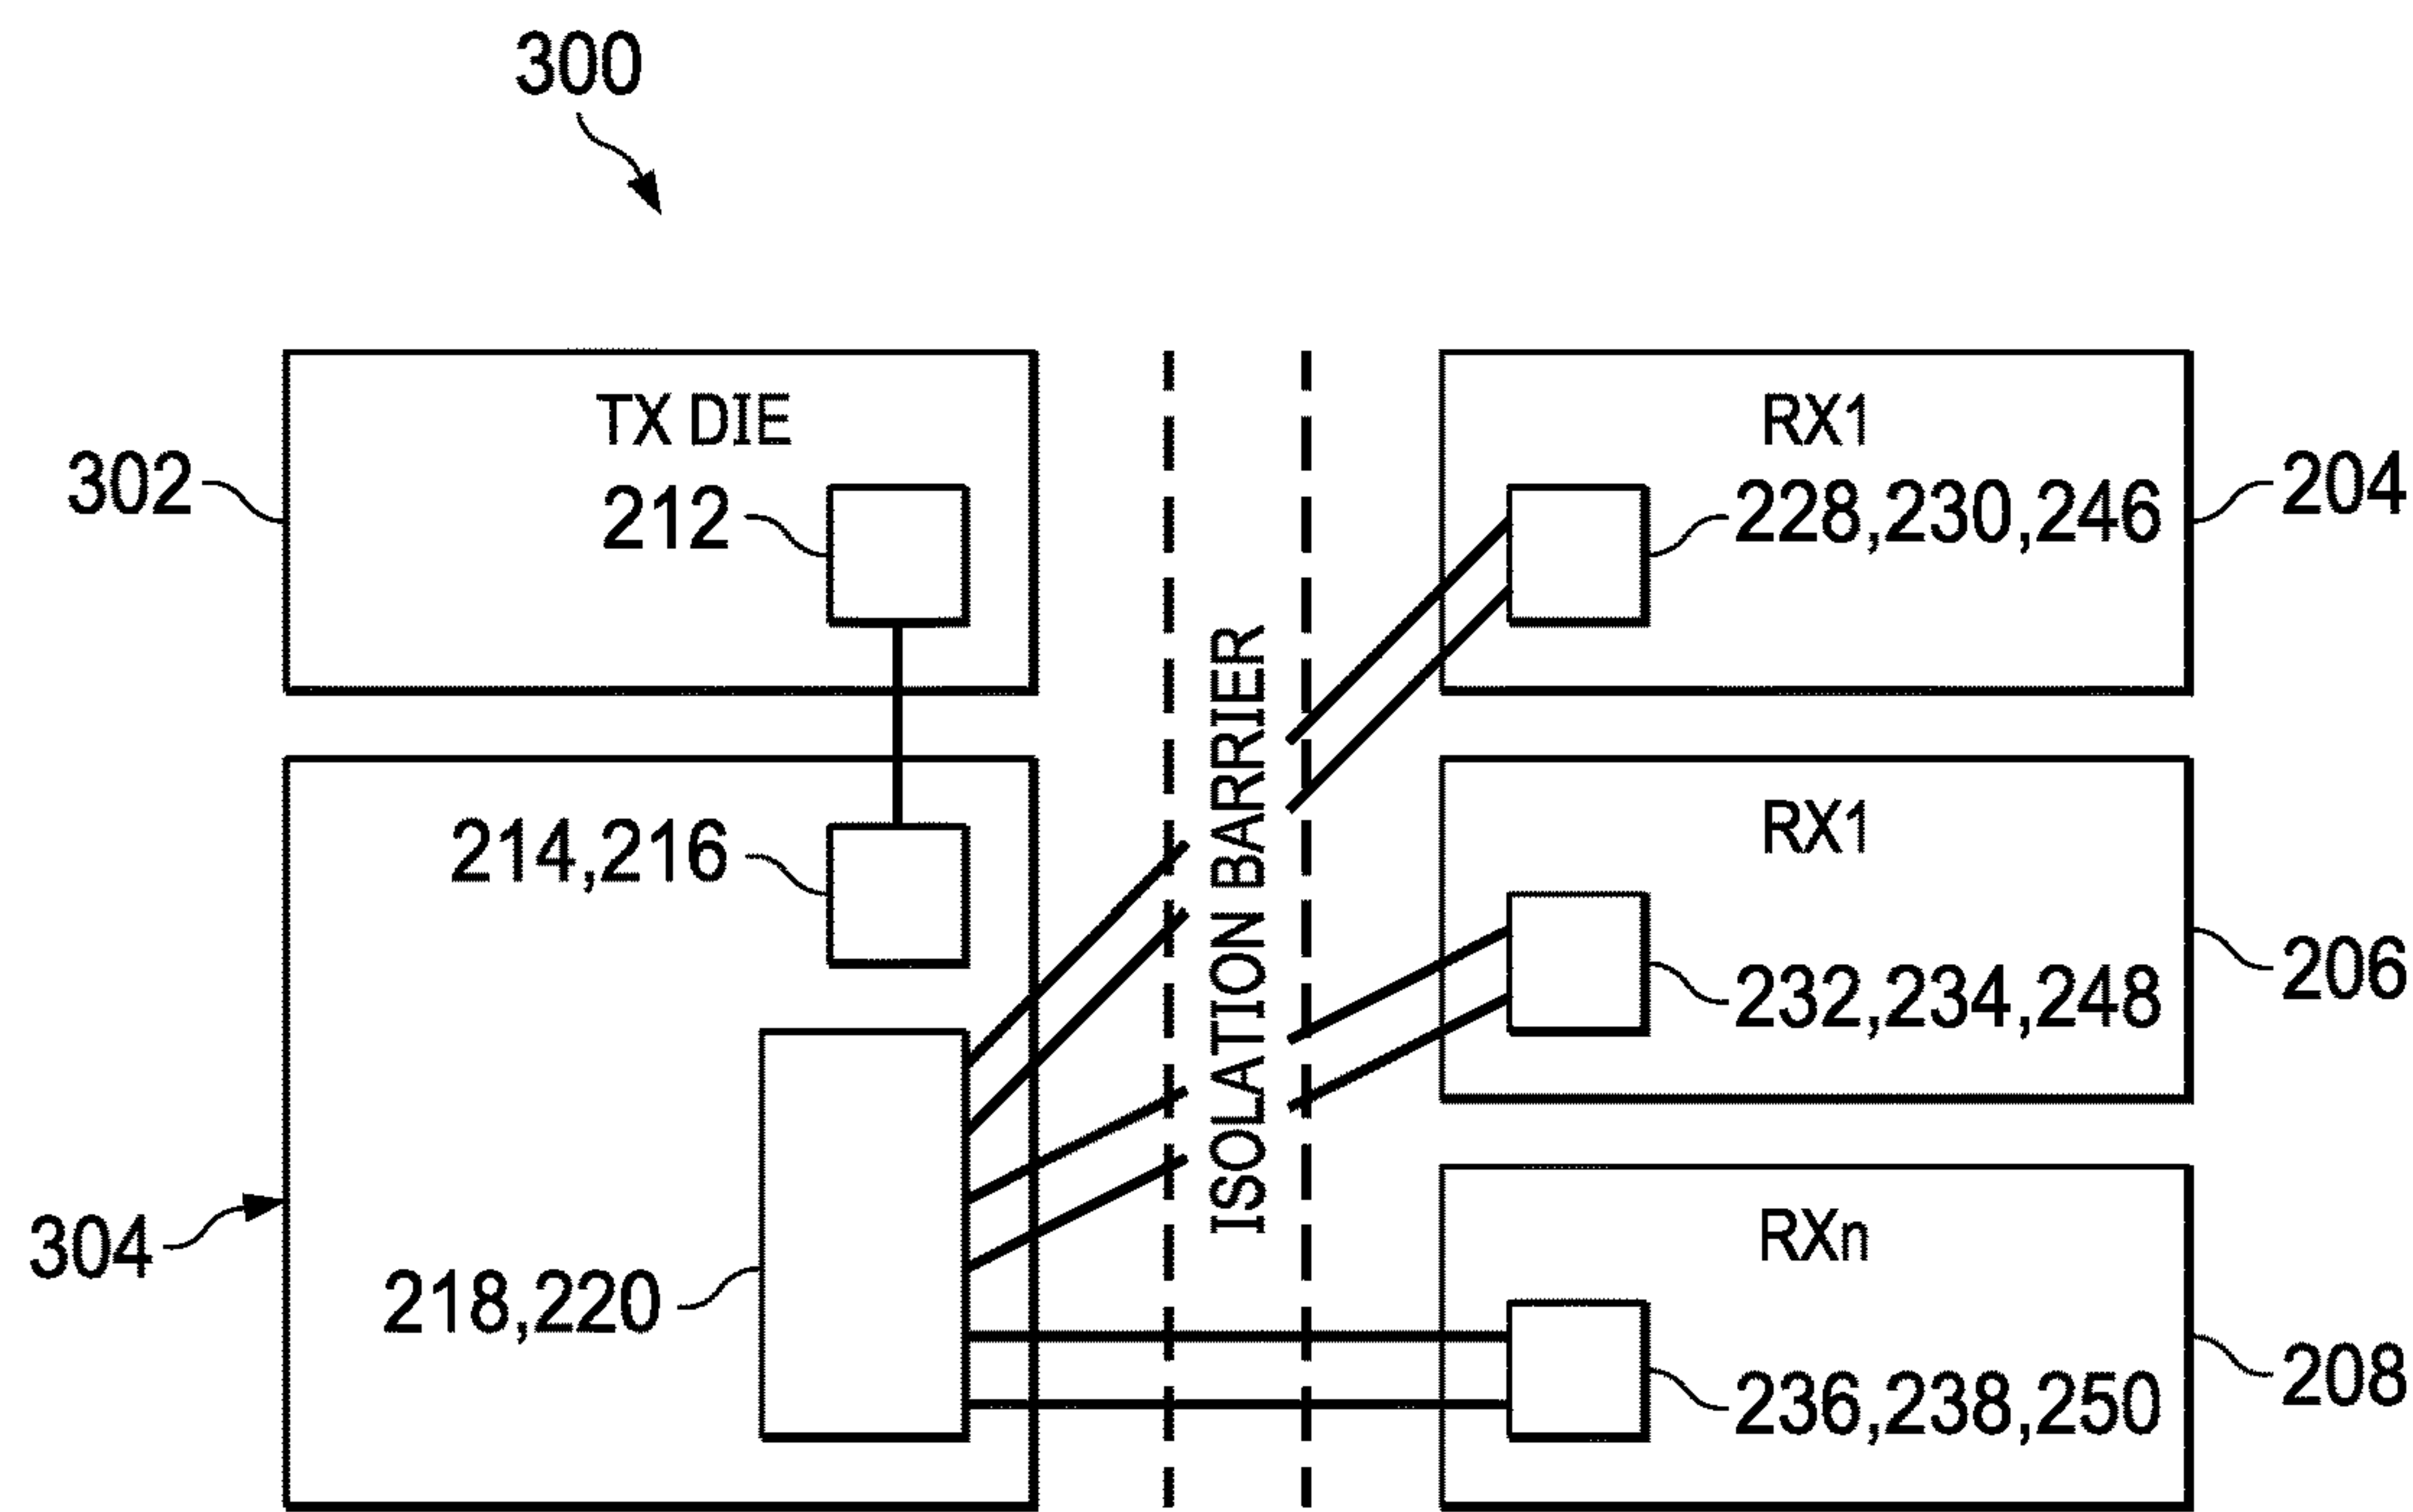 300
TX DIE
302
212
RX1
228,230,246
204
214,216
ISOLATION BARRIER
RX1
232,234,248
206
304
218,220
RXn
236,238,250
208